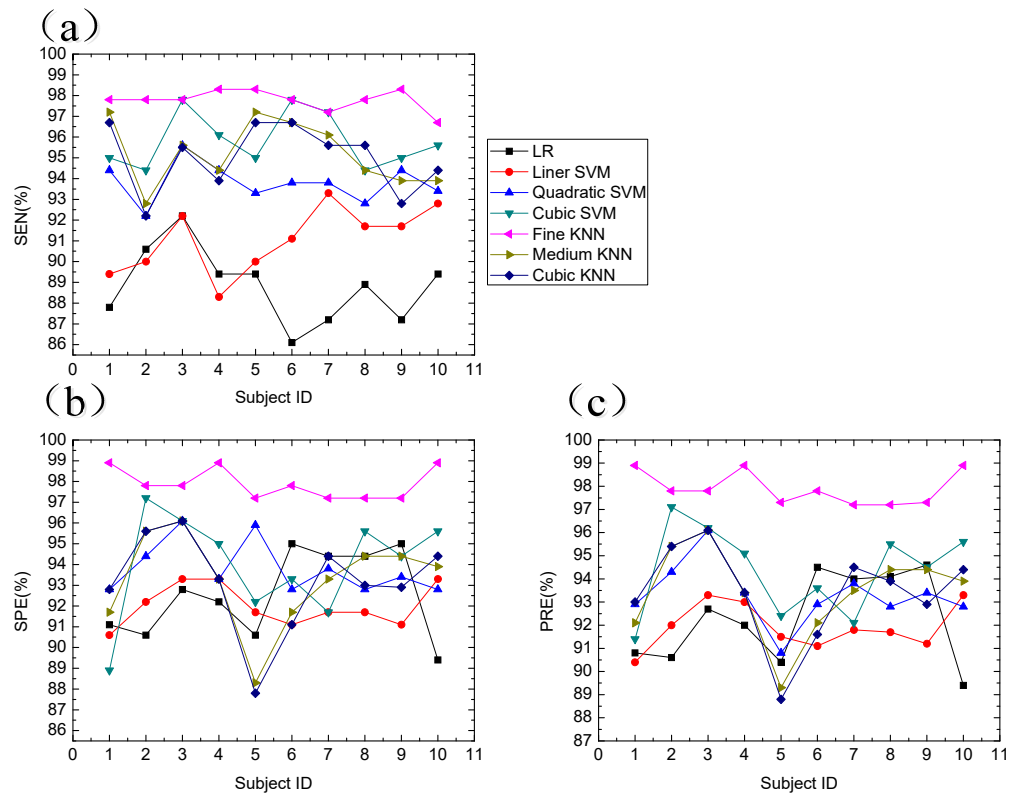 （a）
100
99
98
97
96
95
94
93
92
91
90
89
88
87
86
SEN(%)
0 1 2 3 4 5 6 7 8 9 10 11
Subject ID
LR
Liner SVM
Quadratic SVM
Cubic SVM
Fine KNN
Medium KNN
Cubic KNN
（b）
100
99
98
97
96
95
94
93
92
91
90
89
88
87
86
SPE(%)
0 1 2 3 4 5 6 7 8 9 10 11
Subject ID
（c）
100
99
98
97
96
95
94
93
92
91
90
89
88
87
PRE(%)
0 1 2 3 4 5 6 7 8 9 10 11
Subject ID